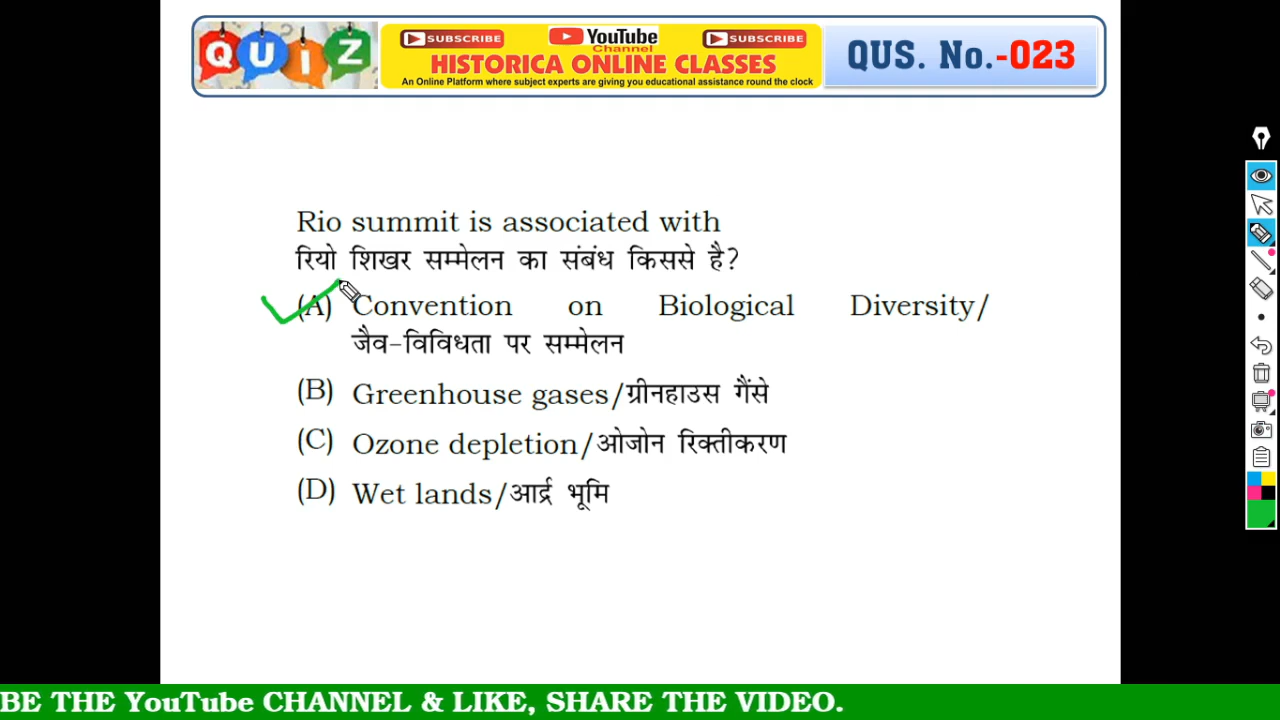 QUIZ
SUBSCRIBE YouTube SUBSCRIBE
Channel
HISTORICA ONLINE CLASSES
An Online Platform where subject experts are giving you educational assistance round the clock
QUS. No.-023
Rio summit is associated with
रियो शिखर सम्मेलन का संबंध किससे है?
(A) Convention on Biological Diversity/
जैव-विविधता पर सम्मेलन
(B) Greenhouse gases/ग्रीनहाउस गैंसे
(C) Ozone depletion/ओजोन रिक्तीकरण
(D) Wet lands/आर्द्र भूमि
BE THE YouTube CHANNEL & LIKE, SHARE THE VIDEO.